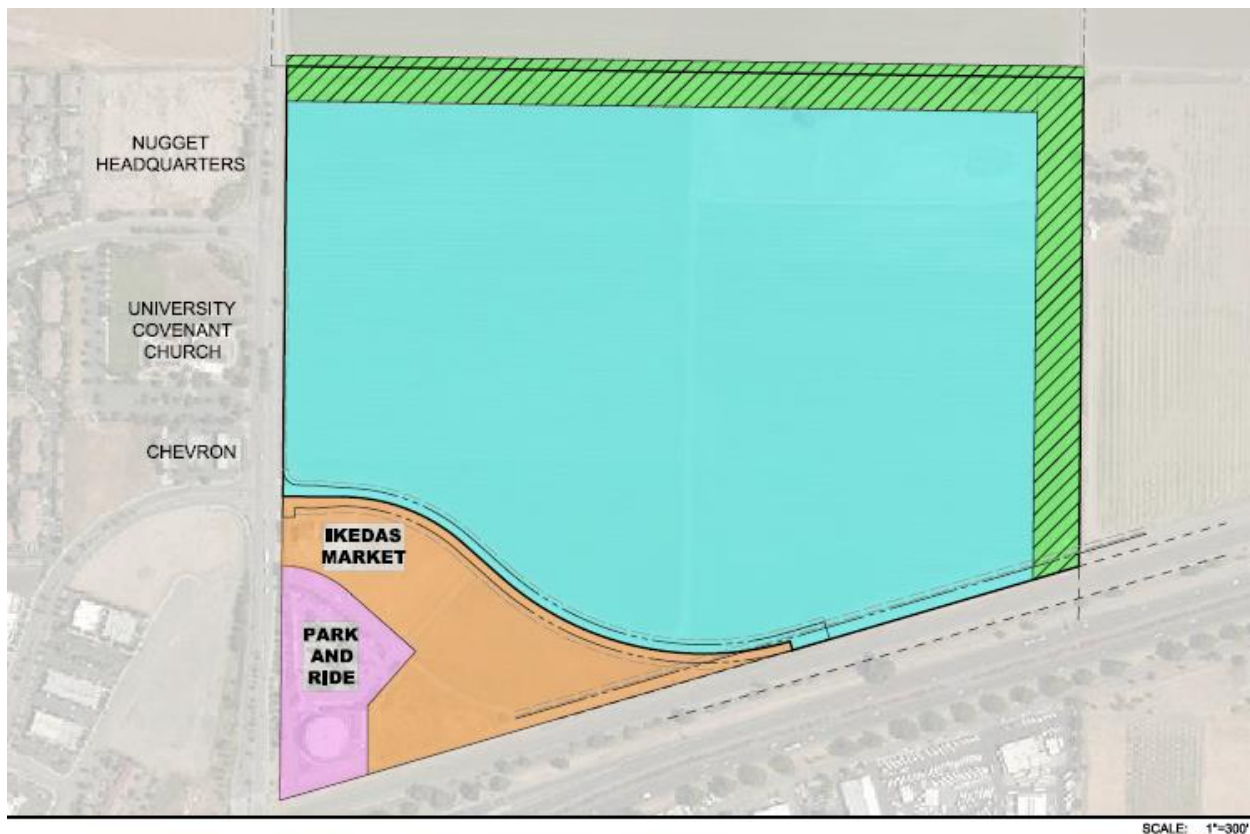 NUGGET
HEADQUARTERS
UNIVERSITY
COVENANT
CHURCH
CHEVRON
IKEDAS
MARKET
PARK
AND
RIDE
SCALE: 1"=300'